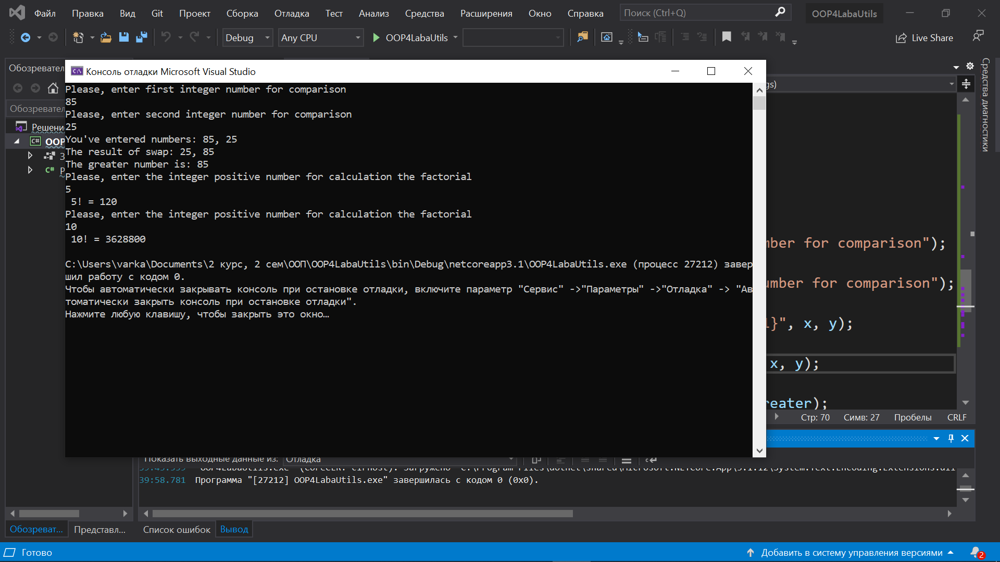 Файл Правка Вид Git Проект Сборка Отладка Тест Анализ Средства Расширения Окно Справка Поиск (Ctrl+Q) OOP4LabaUtils
Debug Any CPU OOP4LabaUtils Live Share
Обозревател
Консоль отладки Microsoft Visual Studio
Please, enter first integer number for comparison
85
Please, enter second integer number for comparison
25
You've entered numbers: 85, 25
The result of swap: 25, 85
The greater number is: 85
Please, enter the integer positive number for calculation the factorial
5
5! = 120
Please, enter the integer positive number for calculation the factorial
10
10! = 3628800
C:\Users\varka\Documents\2 курс, 2 сем\ООП\OOP4LabaUtils\bin\Debug\netcoreapp3.1\OOP4LabaUtils.exe (процесс 27212) завер
шил работу с кодом 0.
Чтобы автоматически закрывать консоль при остановке отладки, включите параметр "Сервис" ->"Параметры" ->"Отладка" -> "Ав
томатически закрыть консоль при остановке отладки".
Нажмите любую клавишу, чтобы закрыть это окно…
Обозревател
Решени
C# OOP
З
C# P
gs)
mber for comparison");
umber for comparison");
1}", x, y);
x, y);
reater);
Стр: 70 Симв: 27 Пробелы CRLF
Средства диагностики
Показать выходные данные из: Отладка
39:58.781 Программа "[27212] OOP4LabaUtils.exe" завершилась с кодом 0 (0x0).
Обозреват... Представл... Список ошибок Вывод
Готово Добавить в систему управления версиями 2